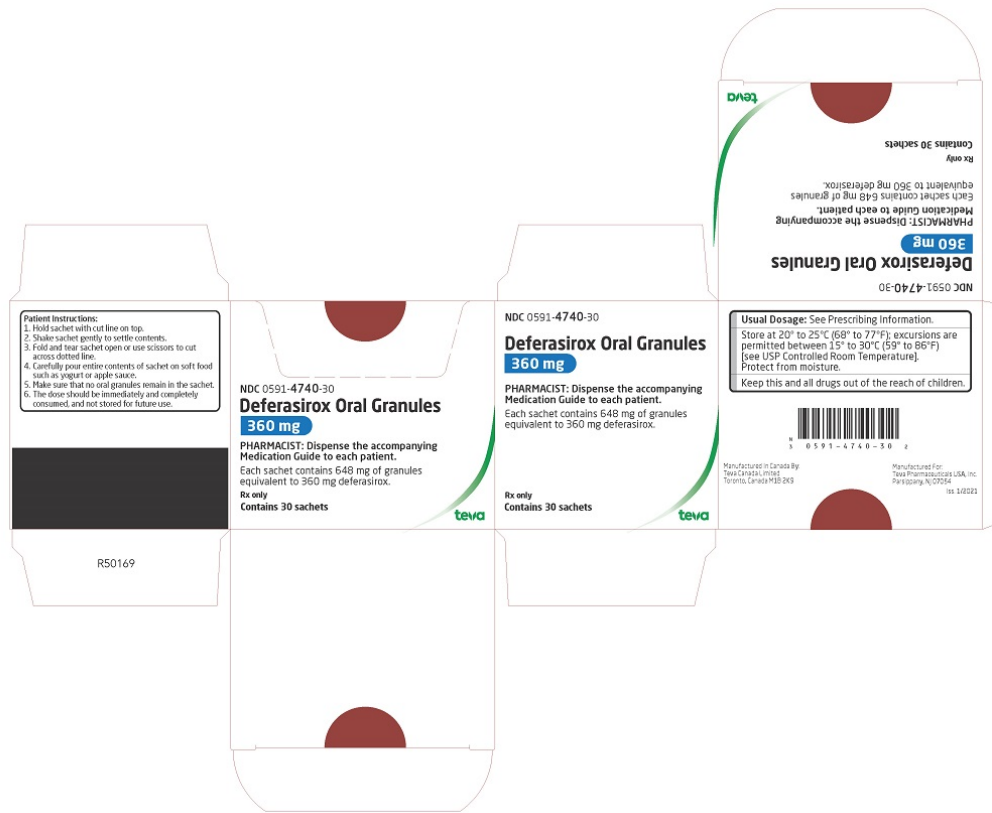 teva
Contains 30 sachets
Rx only
Each sachet contains 648 mg of granules
equivalent to 360 mg deferasirox.
PHARMACIST: Dispense the accompanying
Medication Guide to each patient.
360 mg
Deferasirox Oral Granules
NDC 0591-4740-30
Patient Instructions:
1. Hold sachet with cut line on top.
2. Shake sachet gently to settle contents.
3. Fold and tear sachet open or use scissors to cut
across dotted line.
4. Carefully pour entire contents of sachet on soft food
such as yogurt or apple sauce.
5. Make sure that no oral granules remain in the sachet.
6. The dose should be immediately and completely
consumed, and not stored for future use.
R50169
NDC 0591-4740-30
Deferasirox Oral Granules
360 mg
PHARMACIST: Dispense the accompanying
Medication Guide to each patient.
Each sachet contains 648 mg of granules
equivalent to 360 mg deferasirox.
Rx only
Contains 30 sachets
teva
NDC 0591-4740-30
Deferasirox Oral Granules
360 mg
PHARMACIST: Dispense the accompanying
Medication Guide to each patient.
Each sachet contains 648 mg of granules
equivalent to 360 mg deferasirox.
Rx only
Contains 30 sachets
teva
Usual Dosage: See Prescribing Information.
Store at 20° to 25°C (68° to 77°F); excursions are
permitted between 15° to 30°C (59° to 86°F)
[see USP Controlled Room Temperature].
Protect from moisture.
Keep this and all drugs out of the reach of children.
N
3 0591-4740-30 2
Manufactured In Canada By:
Teva Canada Limited
Toronto, Canada M1B 2K9
Manufactured For:
Teva Pharmaceuticals USA, Inc.
Parsippany, NJ 07054
Iss. 1/2021